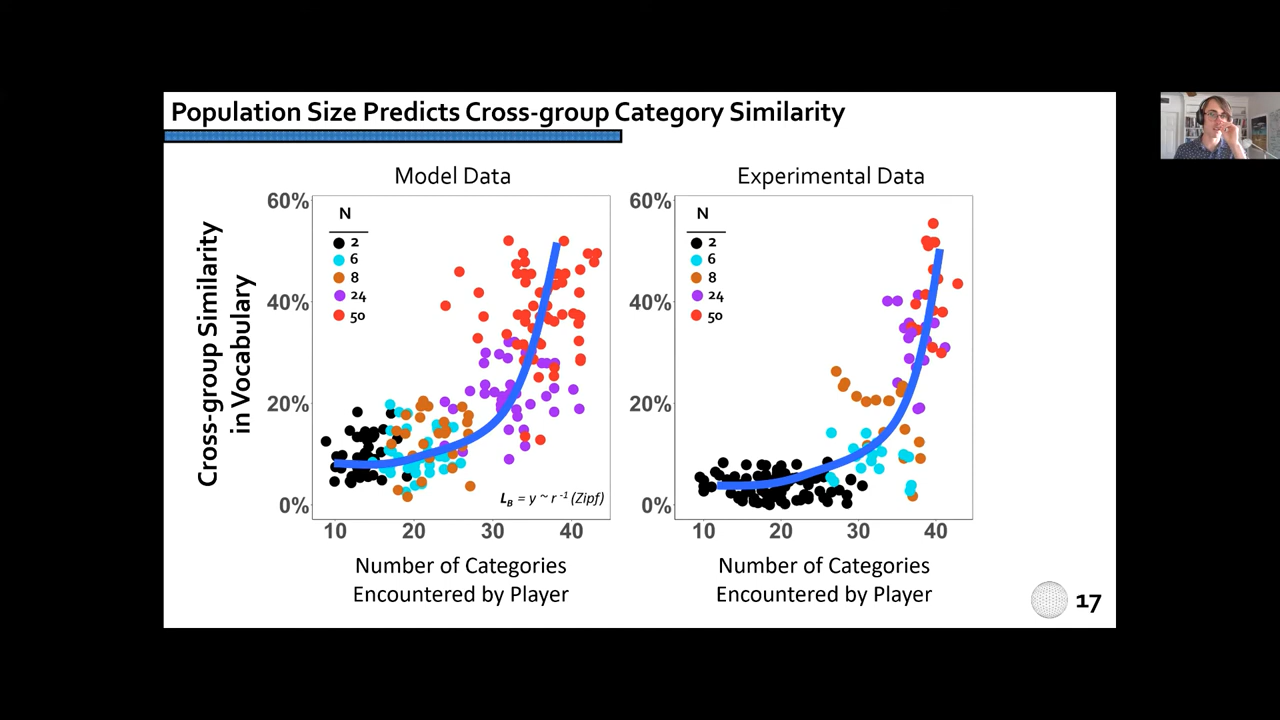 Population Size Predicts Cross-group Category Similarity
Cross-group Similarity
in Vocabulary
Model Data
60%
40%
20%
0%
N
2
6
8
24
50
L_B = y ~ r⁻¹ (Zipf)
10 20 30 40
Number of Categories
Encountered by Player
Experimental Data
60%
40%
20%
0%
N
2
6
8
24
50
10 20 30 40
Number of Categories
Encountered by Player
17